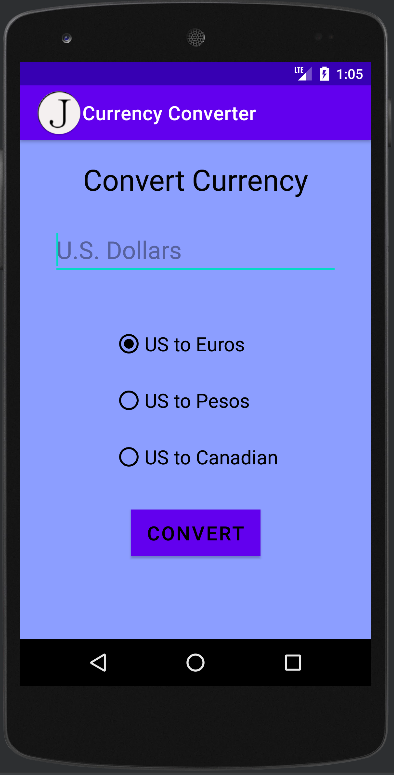 LTE 1:05
J Currency Converter
Convert Currency
U.S. Dollars
US to Euros
US to Pesos
US to Canadian
CONVERT